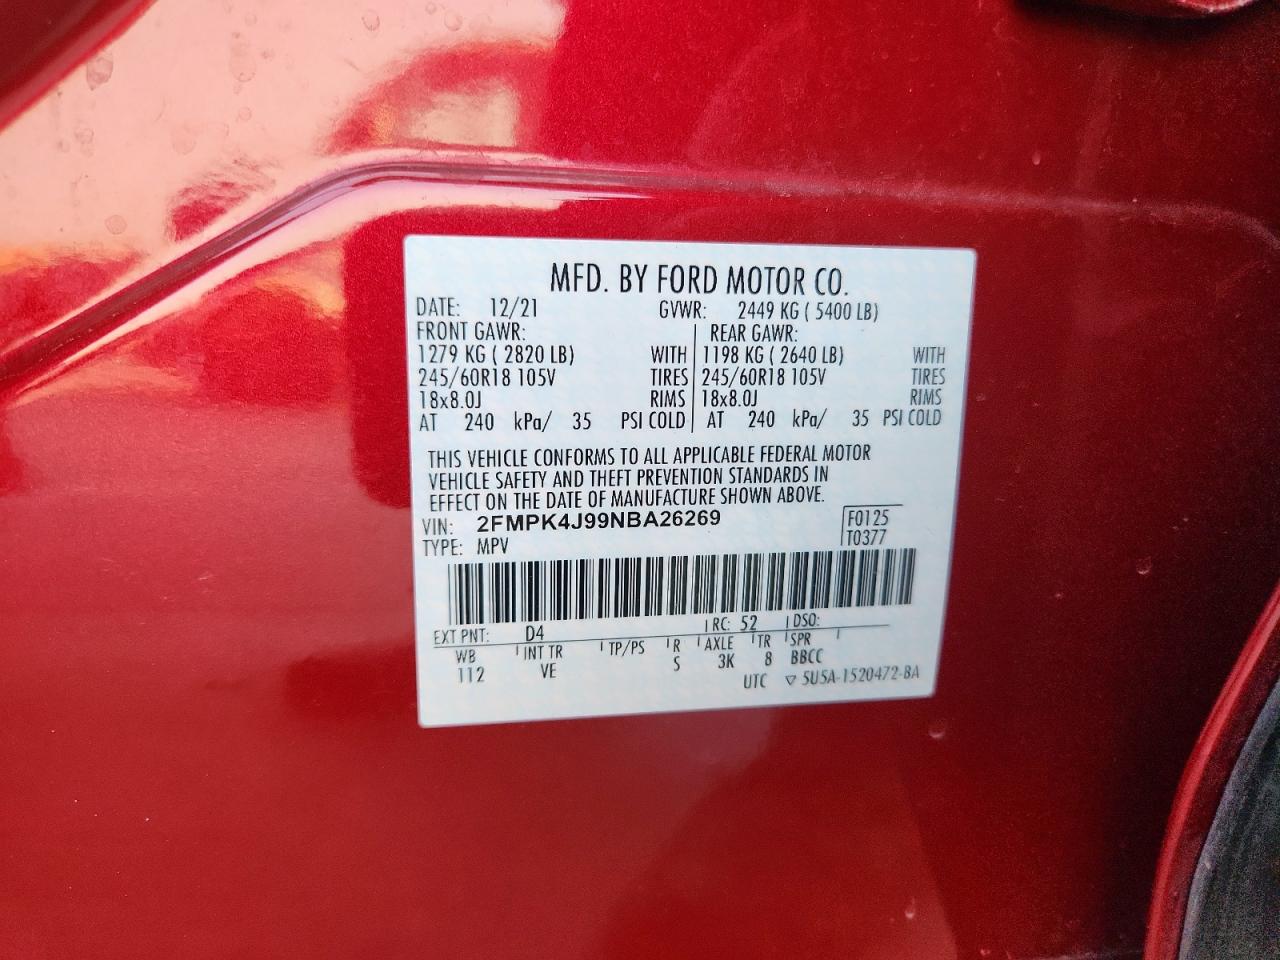 MFD. BY FORD MOTOR CO.
DATE: 12/21 GVWR: 2449 KG ( 5400 LB)
FRONT GAWR: REAR GAWR:
1279 KG ( 2820 LB) WITH 1198 KG ( 2640 LB) WITH
245/60R18 105V TIRES 245/60R18 105V TIRES
18x8.0J RIMS 18x8.0J RIMS
AT 240 kPa/ 35 PSI COLD AT 240 kPa/ 35 PSI COLD
THIS VEHICLE CONFORMS TO ALL APPLICABLE FEDERAL MOTOR
VEHICLE SAFETY AND THEFT PREVENTION STANDARDS IN
EFFECT ON THE DATE OF MANUFACTURE SHOWN ABOVE.
VIN: 2FMPK4J99NBA26269 F0125
TYPE: MPV T0377
EXT PNT: D4 RC: 52 DSO:
WB INT TR TP/PS R AXLE TR SPR
112 VE S 3K 8 BBCC
UTC ▽ 5U5A-1520472-BA